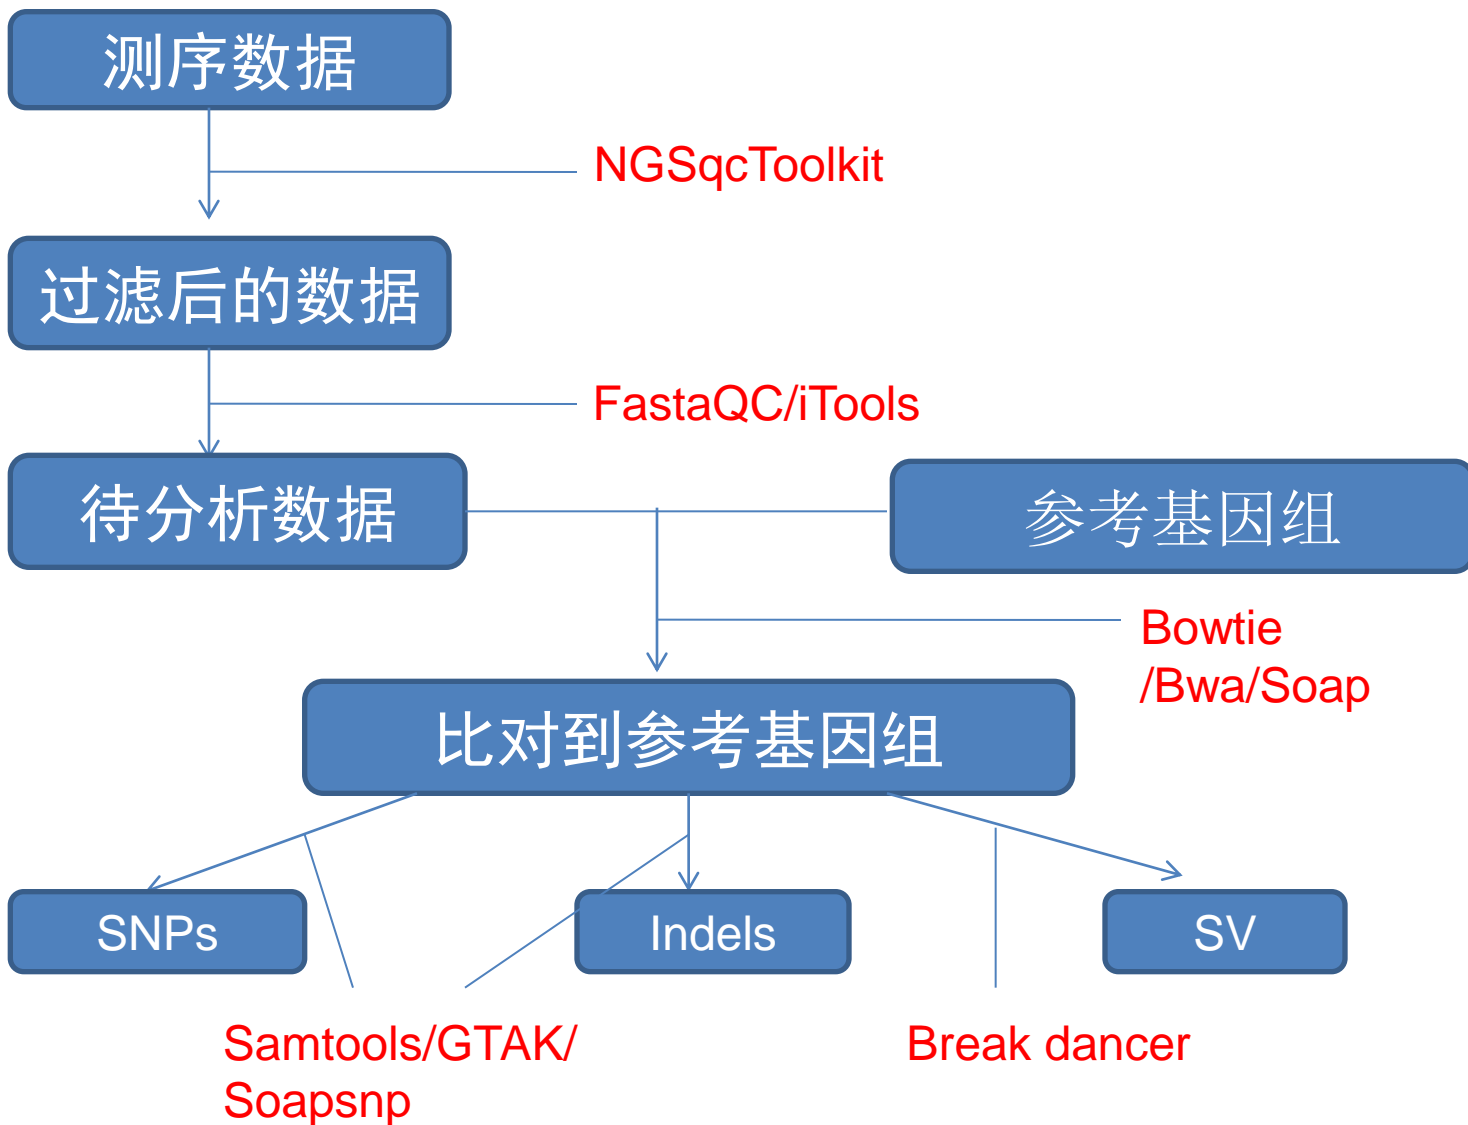 测序数据
NGSqcToolkit
过滤后的数据
FastaQC/iTools
待分析数据
参考基因组
Bowtie
/Bwa/Soap
比对到参考基因组
SNPs
Indels
SV
Samtools/GTAK/
Soapsnp
Break dancer